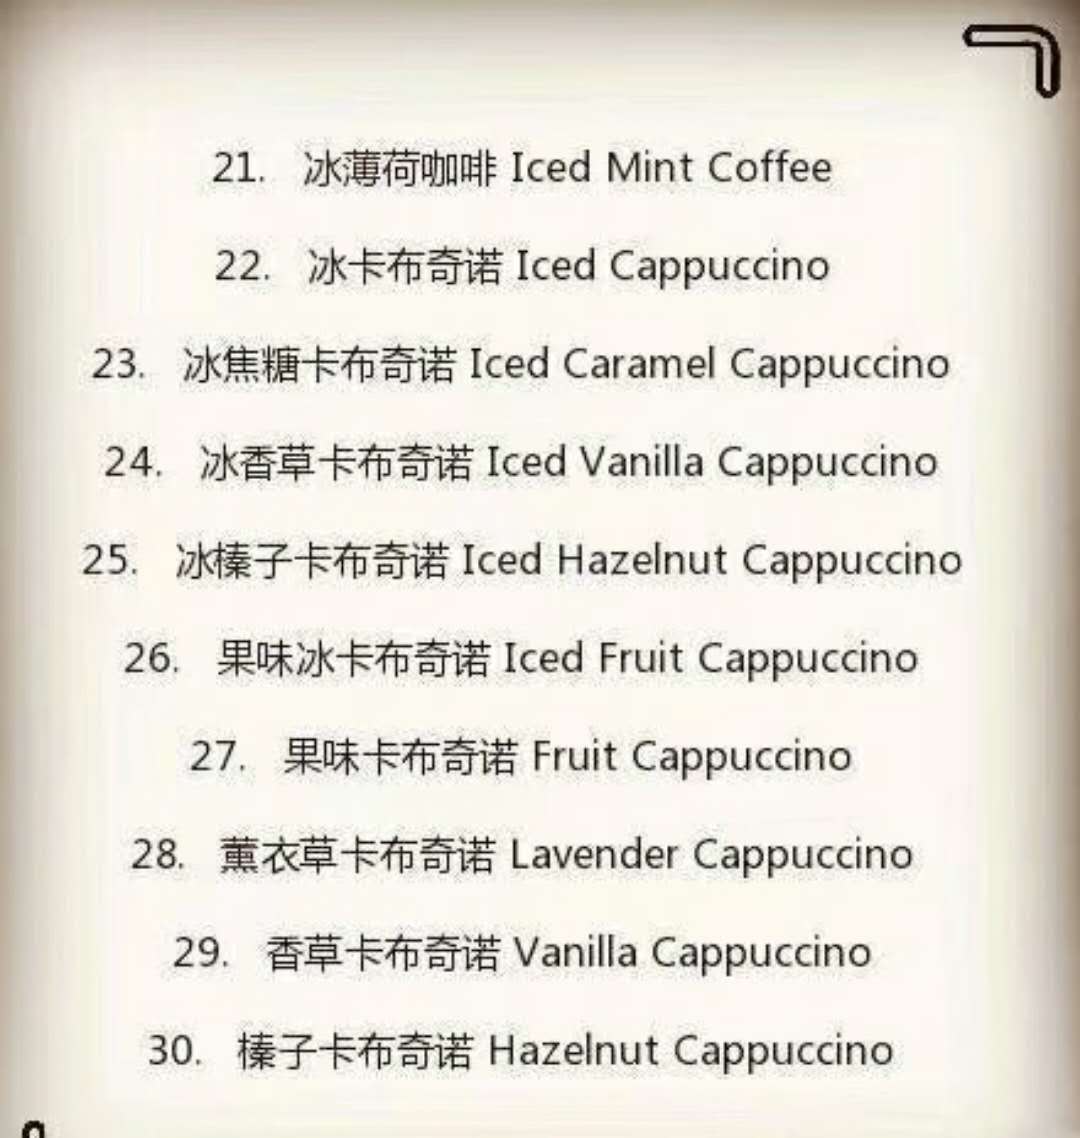 21. 冰薄荷咖啡 Iced Mint Coffee
22. 冰卡布奇诺 Iced Cappuccino
23. 冰焦糖卡布奇诺 Iced Caramel Cappuccino
24. 冰香草卡布奇诺 Iced Vanilla Cappuccino
25. 冰榛子卡布奇诺 Iced Hazelnut Cappuccino
26. 果味冰卡布奇诺 Iced Fruit Cappuccino
27. 果味卡布奇诺 Fruit Cappuccino
28. 薰衣草卡布奇诺 Lavender Cappuccino
29. 香草卡布奇诺 Vanilla Cappuccino
30. 榛子卡布奇诺 Hazelnut Cappuccino